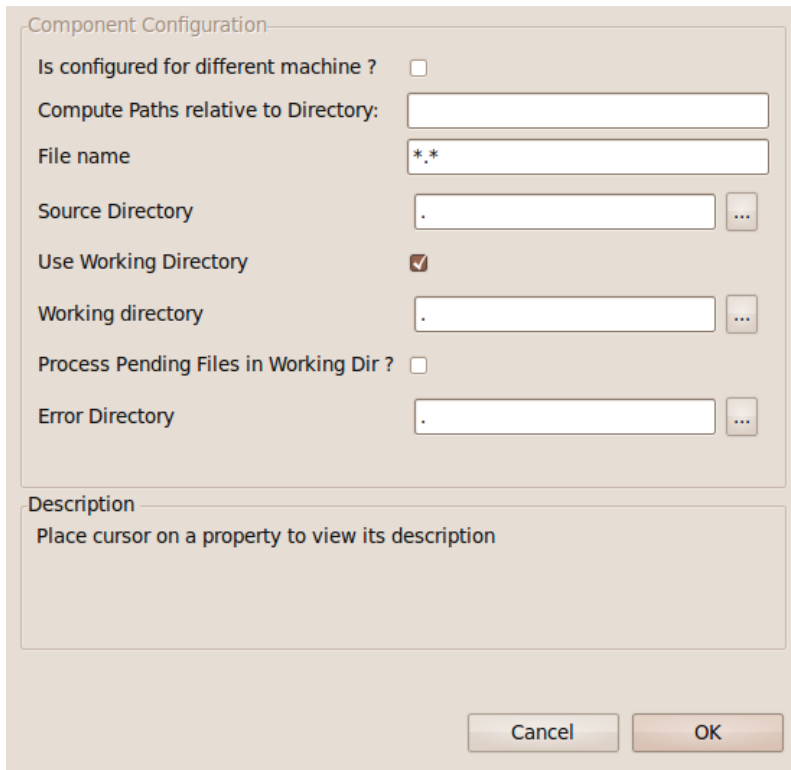 Component Configuration
Is configured for different machine ?
Compute Paths relative to Directory:
File name *.*
Source Directory . ...
Use Working Directory
Working directory . ...
Process Pending Files in Working Dir ?
Error Directory . ...
Description
Place cursor on a property to view its description
Cancel OK